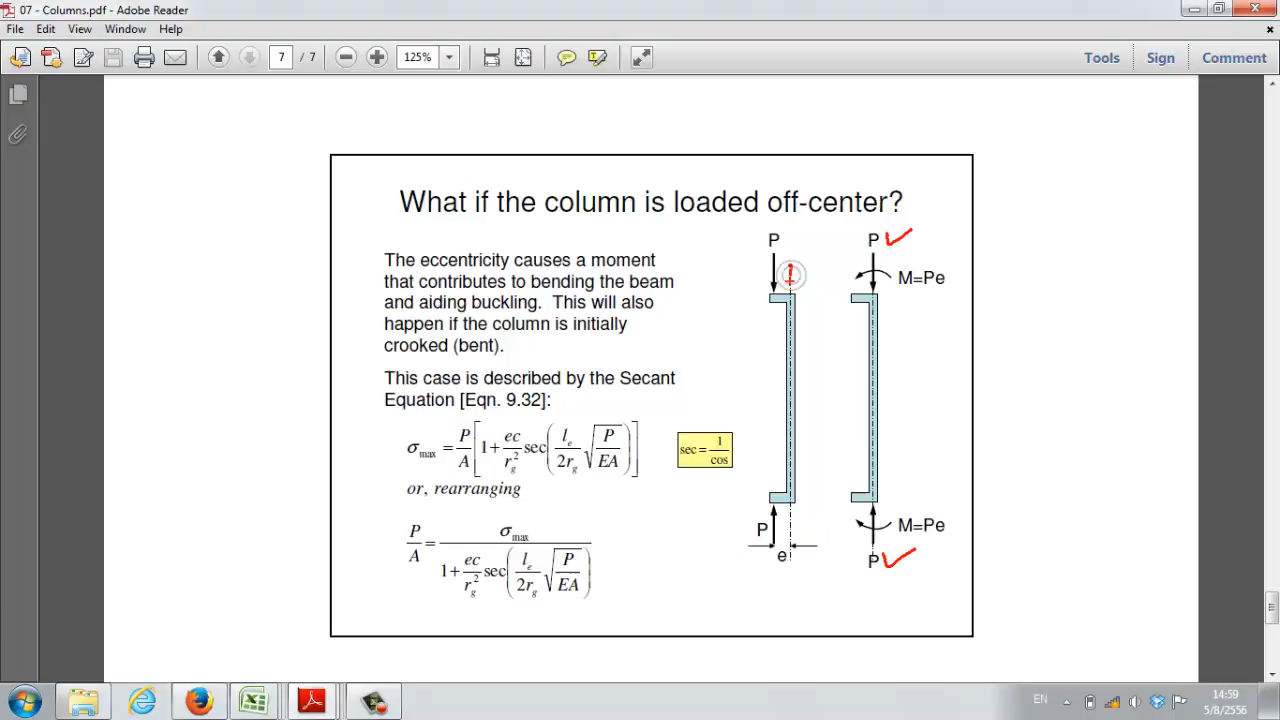 07 - Columns.pdf - Adobe Reader
File Edit View Window Help
7 / 7 125% Tools Sign Comment
What if the column is loaded off-center?
The eccentricity causes a moment
that contributes to bending the beam
and aiding buckling. This will also
happen if the column is initially
crooked (bent).
This case is described by the Secant
Equation [Eqn. 9.32]:
σmax = P/A [1 + ec/rg² sec(le/2rg √(P/EA))]
sec = 1/cos
or, rearranging
P/A = σmax / (1 + ec/rg² sec(le/2rg √(P/EA)))
P
P
M=Pe
P
e
M=Pe
P
EN
14:59
5/8/2556